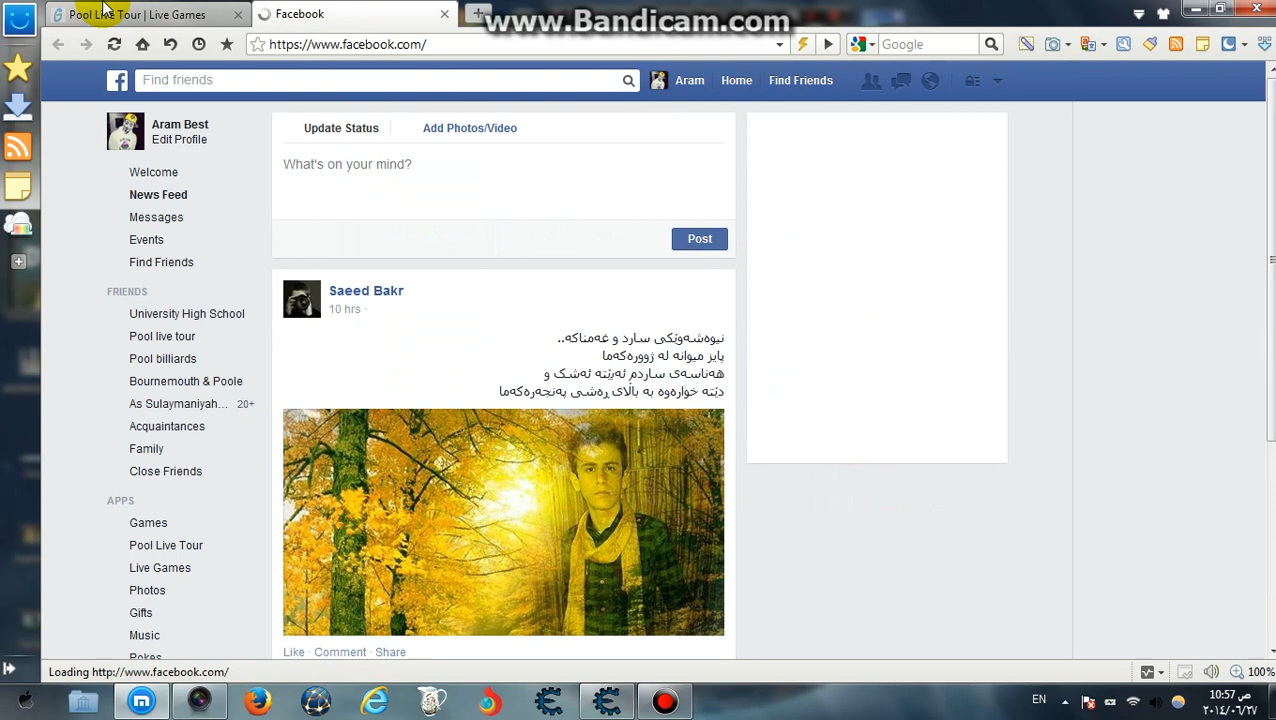 www.Bandicam.com
Pool Live Tour | Live Games
Facebook
https://www.facebook.com/
Google
Find friends
Aram
Home
Find Friends
Aram Best
Edit Profile
Welcome
News Feed
Messages
Events
Find Friends
FRIENDS
University High School
Pool live tour
Pool billiards
Bournemouth & Poole
As Sulaymaniyah... 20+
Acquaintances
Family
Close Friends
APPS
Games
Pool Live Tour
Live Games
Photos
Gifts
Music
Pokes
Update Status
Add Photos/Video
What's on your mind?
Post
Saeed Bakr
10 hrs ·
نیوەشەوێکی سارد و غەمناکە..
پایز میوانە لە ژوورەکەما
هەناسەی ساردم ئەبێتە ئەشک و
دێتە خوارەوە بە باڵای ڕەشی پەنجەرەکەما
Like · Comment · Share
Loading http://www.facebook.com/
100%
EN
ص 10:57
٢٠١٤/٠٦/٢٧